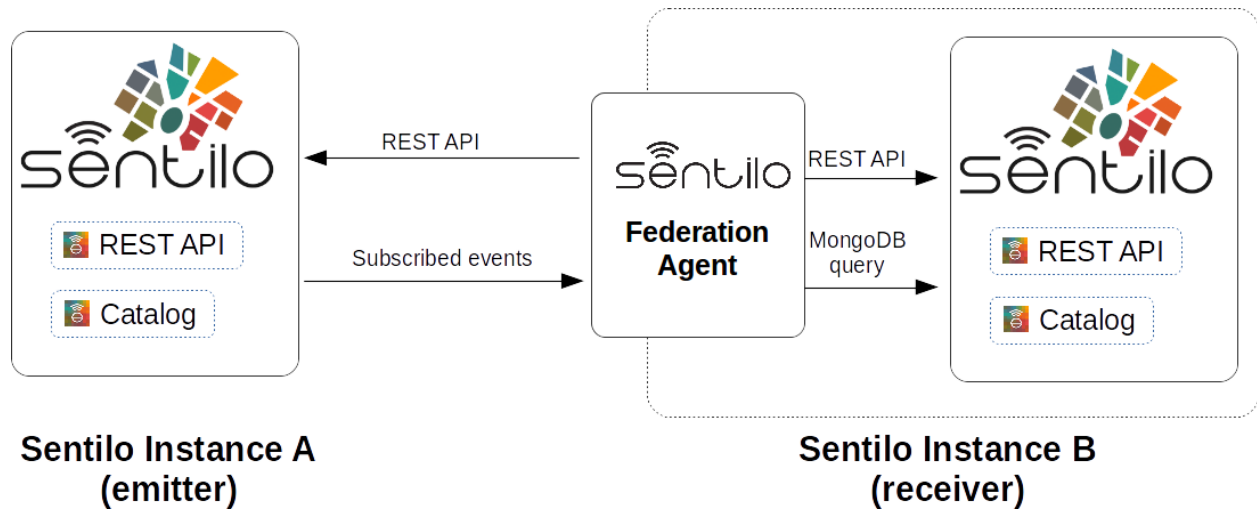 sentilo
REST API
Catalog
Sentilo Instance A
(emitter)
REST API
Subscribed events
sentilo
Federation
Agent
REST API
MongoDB
query
sentilo
REST API
Catalog
Sentilo Instance B
(receiver)